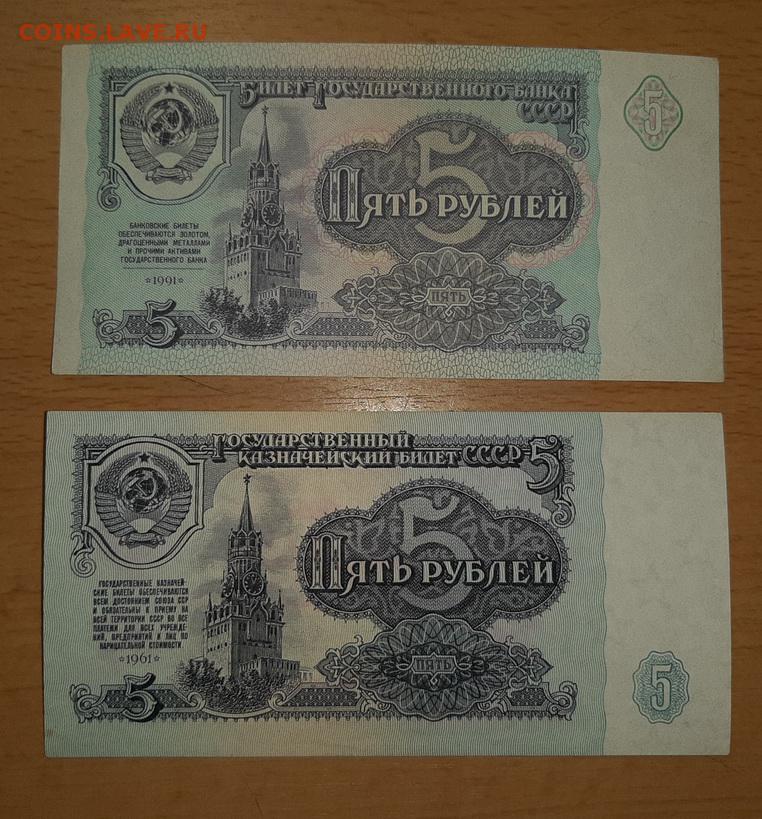 COINS.LAVE.RU
БИЛЕТ ГОСУДАРСТВЕННОГО БАНКА
СССР
5
5
5
ПЯТЬ РУБЛЕЙ
БАНКОВСКИЕ БИЛЕТЫ
ОБЕСПЕЧИВАЮТСЯ ЗОЛОТОМ,
ДРАГОЦЕННЫМИ МЕТАЛЛАМИ
И ПРОЧИМИ АКТИВАМИ
ГОСУДАРСТВЕННОГО БАНКА
☆1991☆
ПЯТЬ
5
ГОСУДАРСТВЕННЫЙ
КАЗНАЧЕЙСКИЙ БИЛЕТ СССР 5
5
ПЯТЬ РУБЛЕЙ
ГОСУДАРСТВЕННЫЕ КАЗНАЧЕЙ-
СКИЕ БИЛЕТЫ ОБЕСПЕЧИВАЮТСЯ
ВСЕМ ДОСТОЯНИЕМ СОЮЗА ССР
И ОБЯЗАТЕЛЬНЫ К ПРИЕМУ НА
ВСЕЙ ТЕРРИТОРИИ СССР ВО ВСЕ
ПЛАТЕЖИ ДЛЯ ВСЕХ УЧРЕЖДЕ-
НИЙ, ПРЕДПРИЯТИЙ И ЛИЦ ПО
НАРИЦАТЕЛЬНОЙ СТОИМОСТИ
☆1961☆
ПЯТЬ
5
5